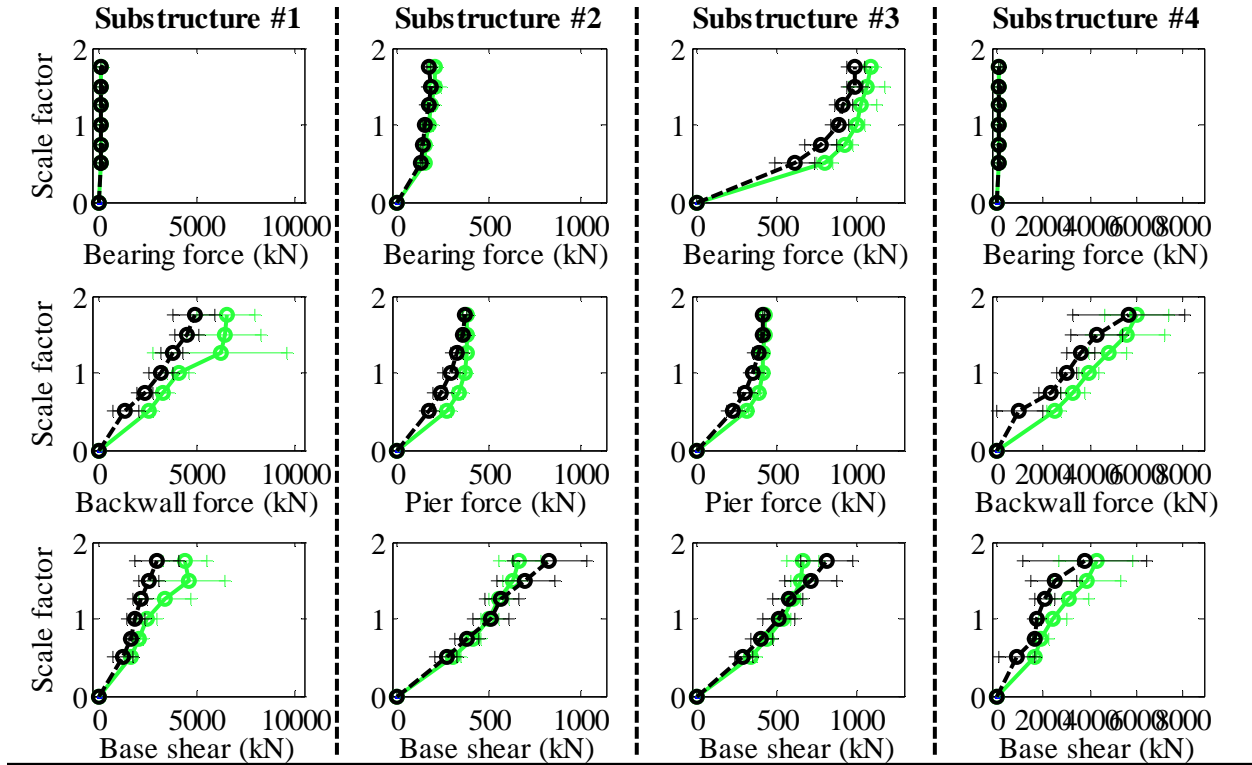 Substructure #1 Substructure #2 Substructure #3 Substructure #4
2 2 2 2
Scale factor
1 1 1 1
0 0 0 0
0 5000 10000 0 500 1000 0 500 1000 0 2000 4000 6000 8000
Bearing force (kN) Bearing force (kN) Bearing force (kN) Bearing force (kN)
2 2 2 2
Scale factor
1 1 1 1
0 0 0 0
0 5000 10000 0 500 1000 0 500 1000 0 2000 4000 6000 8000
Backwall force (kN) Pier force (kN) Pier force (kN) Backwall force (kN)
2 2 2 2
Scale factor
1 1 1 1
0 0 0 0
0 5000 10000 0 500 1000 0 500 1000 0 2000 4000 6000 8000
Base shear (kN) Base shear (kN) Base shear (kN) Base shear (kN)